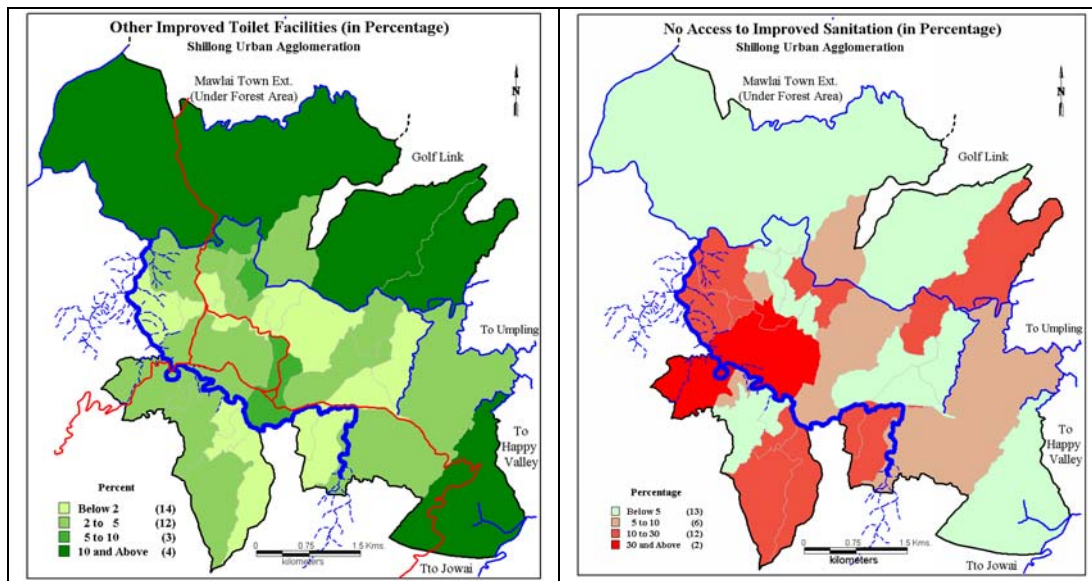 Other Improved Toilet Facilities (in Percentage)
Shillong Urban Agglomeration
Mawlai Town Ext.
(Under Forest Area)
N
Golf Link
To Umpling
To
Happy
Valley
Percent
Below 2 (14)
2 to 5 (12)
5 to 10 (3)
10 and Above (4)
0 0.75 1.5 Kms.
kilometers
Tto Jowai
No Access to Improved Sanitation (in Percentage)
Shillong Urban Agglomeration
Mawlai Town Ext.
(Under Forest Area)
N
Golf Link
To Umpling
To
Happy
Valley
Percentage
Below 5 (13)
5 to 10 (6)
10 to 30 (12)
30 and Above (2)
0 0.75 1.5 Kms.
kilometers
Tto Jowai